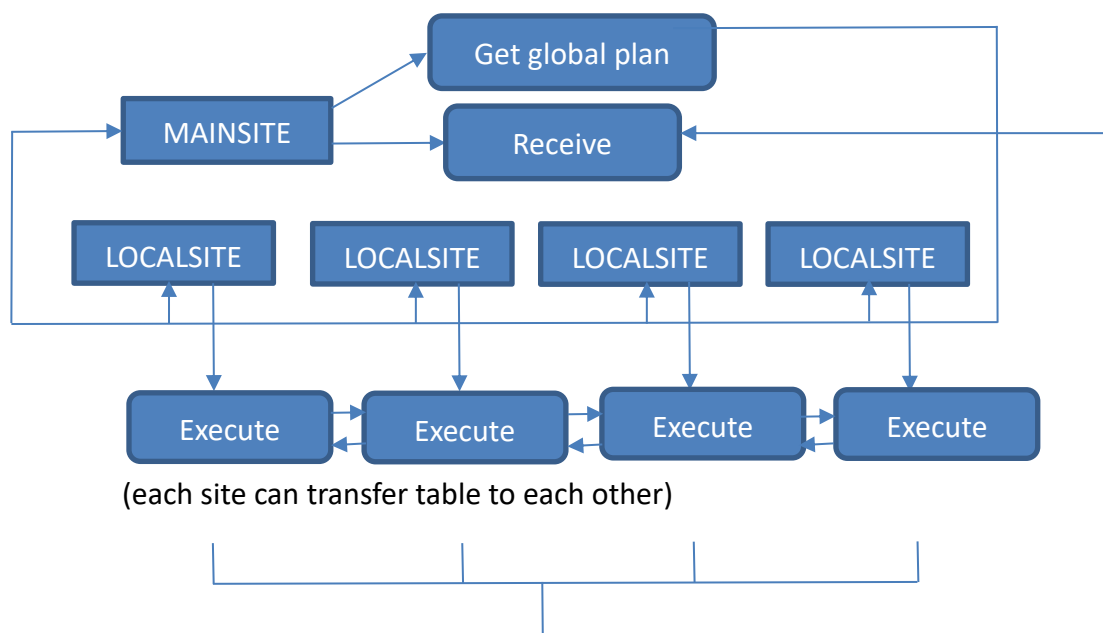 Get global plan
MAINSITE
Receive
LOCALSITE
LOCALSITE
LOCALSITE
LOCALSITE
Execute
Execute
Execute
Execute
(each site can transfer table to each other)